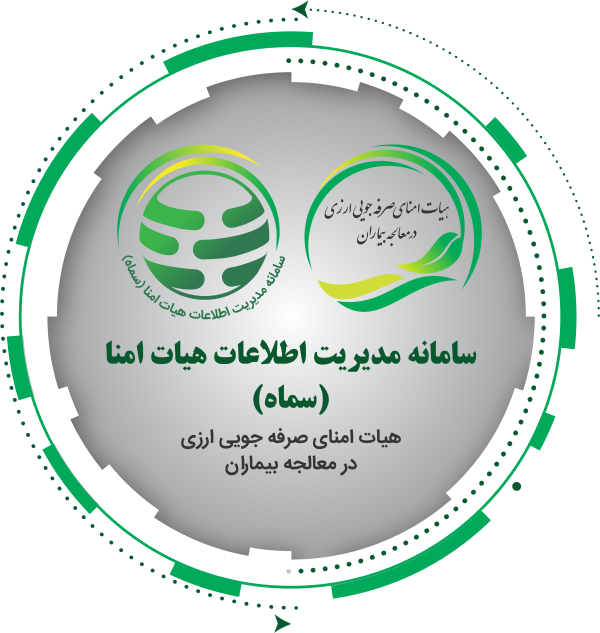 هیات امنای صرفه جویی ارزی
در معالجه بیماران
سامانه مدیریت اطلاعات هیات امنا (سماه)
سامانه مدیریت اطلاعات هیات امنا
(سماه)
هیات امنای صرفه جویی ارزی
در معالجه بیماران